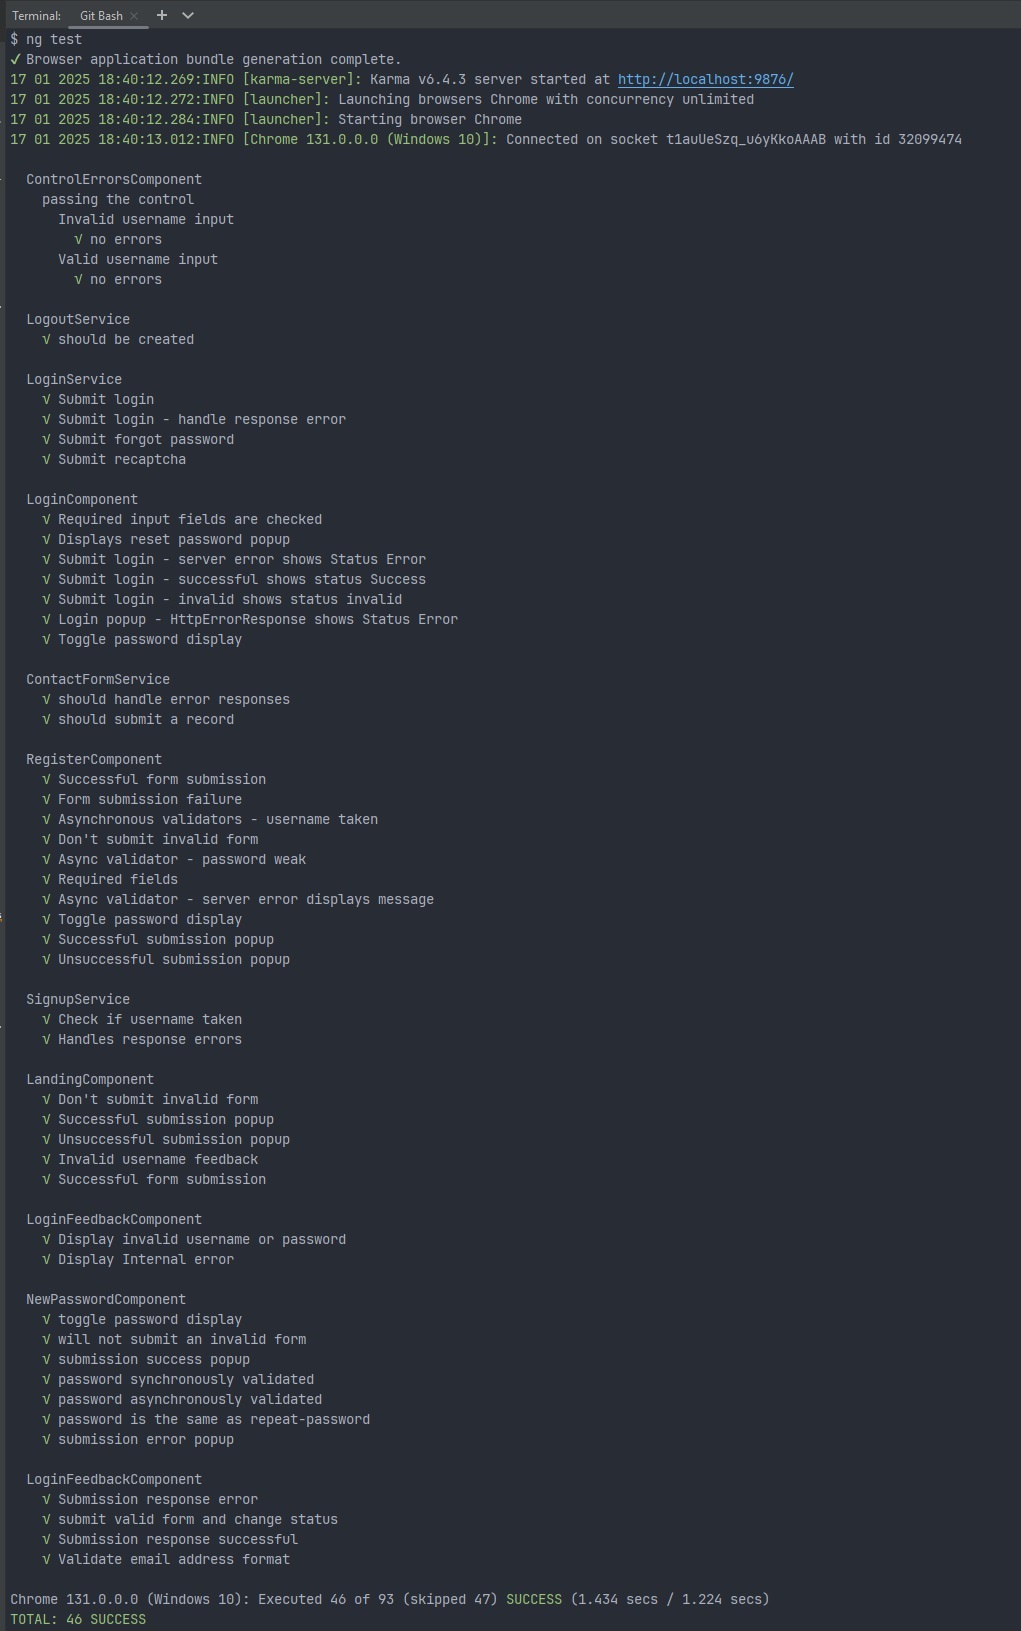 Terminal: Git Bash × +
$ ng test
✓ Browser application bundle generation complete.
17 01 2025 18:40:12.269:INFO [karma-server]: Karma v6.4.3 server started at http://localhost:9876/
17 01 2025 18:40:12.272:INFO [launcher]: Launching browsers Chrome with concurrency unlimited
17 01 2025 18:40:12.284:INFO [launcher]: Starting browser Chrome
17 01 2025 18:40:13.012:INFO [Chrome 131.0.0.0 (Windows 10)]: Connected on socket t1auUeSzq_u6yKkoAAAB with id 32099474
ControlErrorsComponent
passing the control
Invalid username input
√ no errors
Valid username input
√ no errors
LogoutService
√ should be created
LoginService
√ Submit login
√ Submit login - handle response error
√ Submit forgot password
√ Submit recaptcha
LoginComponent
√ Required input fields are checked
√ Displays reset password popup
√ Submit login - server error shows Status Error
√ Submit login - successful shows status Success
√ Submit login - invalid shows status invalid
√ Login popup - HttpErrorResponse shows Status Error
√ Toggle password display
ContactFormService
√ should handle error responses
√ should submit a record
RegisterComponent
√ Successful form submission
√ Form submission failure
√ Asynchronous validators - username taken
√ Don't submit invalid form
√ Async validator - password weak
√ Required fields
√ Async validator - server error displays message
√ Toggle password display
√ Successful submission popup
√ Unsuccessful submission popup
SignupService
√ Check if username taken
√ Handles response errors
LandingComponent
√ Don't submit invalid form
√ Successful submission popup
√ Unsuccessful submission popup
√ Invalid username feedback
√ Successful form submission
LoginFeedbackComponent
√ Display invalid username or password
√ Display Internal error
NewPasswordComponent
√ toggle password display
√ will not submit an invalid form
√ submission success popup
√ password synchronously validated
√ password asynchronously validated
√ password is the same as repeat-password
√ submission error popup
LoginFeedbackComponent
√ Submission response error
√ submit valid form and change status
√ Submission response successful
√ Validate email address format
Chrome 131.0.0.0 (Windows 10): Executed 46 of 93 (skipped 47) SUCCESS (1.434 secs / 1.224 secs)
TOTAL: 46 SUCCESS